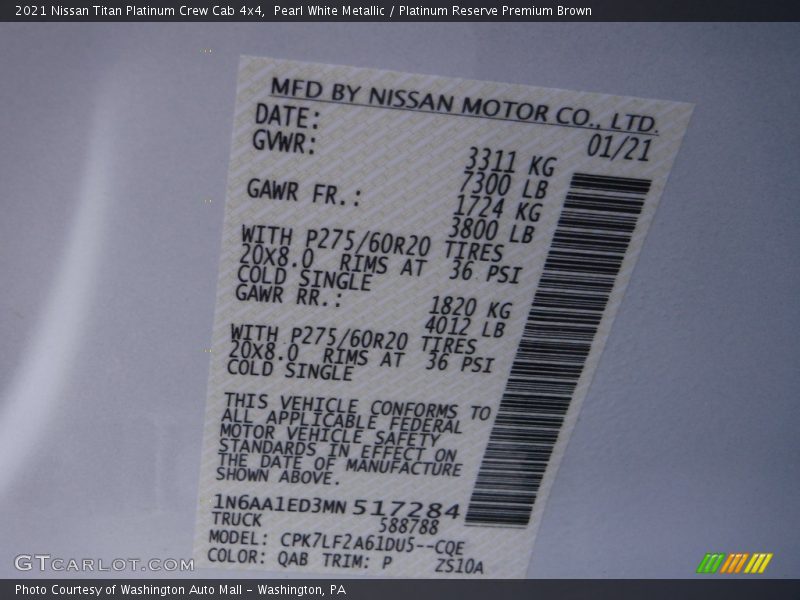 2021 Nissan Titan Platinum Crew Cab 4x4,  Pearl White Metallic / Platinum Reserve Premium Brown
MFD BY NISSAN MOTOR CO., LTD.
DATE: 01/21
GVWR: 3311 KG
7300 LB
GAWR FR.: 1724 KG
3800 LB
WITH P275/60R20 TIRES
20X8.0 RIMS AT 36 PSI
COLD SINGLE
GAWR RR.: 1820 KG
4012 LB
WITH P275/60R20 TIRES
20X8.0 RIMS AT 36 PSI
COLD SINGLE
THIS VEHICLE CONFORMS TO
ALL APPLICABLE FEDERAL
MOTOR VEHICLE SAFETY
STANDARDS IN EFFECT ON
THE DATE OF MANUFACTURE
SHOWN ABOVE.
1N6AA1ED3MN517284
TRUCK 588788
MODEL: CPK7LF2A61DU5--CQE
COLOR: QAB TRIM: P ZS10A
GTCARLOT.COM
Photo Courtesy of Washington Auto Mall - Washington, PA